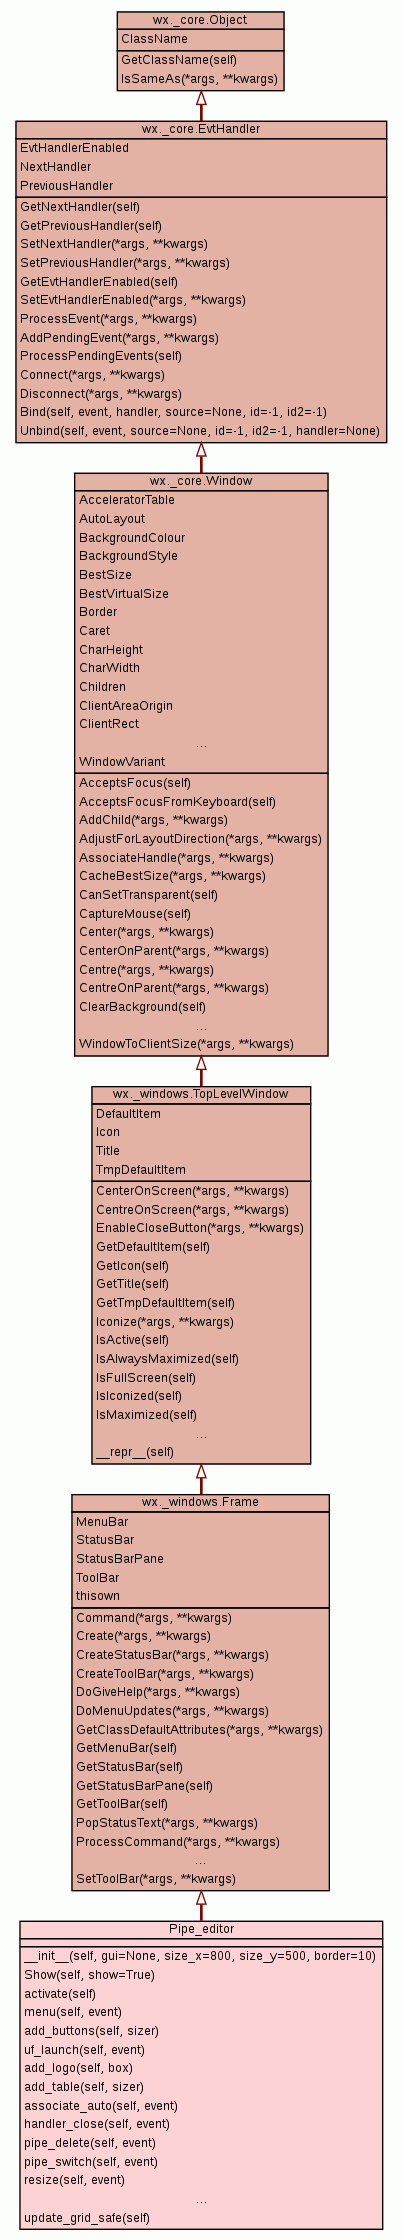 wx._core.Object
ClassName
GetClassName(self)
IsSameAs(*args, **kwargs)
wx._core.EvtHandler
EvtHandlerEnabled
NextHandler
PreviousHandler
GetNextHandler(self)
GetPreviousHandler(self)
SetNextHandler(*args, **kwargs)
SetPreviousHandler(*args, **kwargs)
GetEvtHandlerEnabled(self)
SetEvtHandlerEnabled(*args, **kwargs)
ProcessEvent(*args, **kwargs)
AddPendingEvent(*args, **kwargs)
ProcessPendingEvents(self)
Connect(*args, **kwargs)
Disconnect(*args, **kwargs)
Bind(self, event, handler, source=None, id=-1, id2=-1)
Unbind(self, event, source=None, id=-1, id2=-1, handler=None)
wx._core.Window
AcceleratorTable
AutoLayout
BackgroundColour
BackgroundStyle
BestSize
BestVirtualSize
Border
Caret
CharHeight
CharWidth
Children
ClientAreaOrigin
ClientRect
...
WindowVariant
AcceptsFocus(self)
AcceptsFocusFromKeyboard(self)
AddChild(*args, **kwargs)
AdjustForLayoutDirection(*args, **kwargs)
AssociateHandle(*args, **kwargs)
CacheBestSize(*args, **kwargs)
CanSetTransparent(self)
CaptureMouse(self)
Center(*args, **kwargs)
CenterOnParent(*args, **kwargs)
Centre(*args, **kwargs)
CentreOnParent(*args, **kwargs)
ClearBackground(self)
...
WindowToClientSize(*args, **kwargs)
wx._windows.TopLevelWindow
DefaultItem
Icon
Title
TmpDefaultItem
CenterOnScreen(*args, **kwargs)
CentreOnScreen(*args, **kwargs)
EnableCloseButton(*args, **kwargs)
GetDefaultItem(self)
GetIcon(self)
GetTitle(self)
GetTmpDefaultItem(self)
Iconize(*args, **kwargs)
IsActive(self)
IsAlwaysMaximized(self)
IsFullScreen(self)
IsIconized(self)
IsMaximized(self)
...
__repr__(self)
wx._windows.Frame
MenuBar
StatusBar
StatusBarPane
ToolBar
thisown
Command(*args, **kwargs)
Create(*args, **kwargs)
CreateStatusBar(*args, **kwargs)
CreateToolBar(*args, **kwargs)
DoGiveHelp(*args, **kwargs)
DoMenuUpdates(*args, **kwargs)
GetClassDefaultAttributes(*args, **kwargs)
GetMenuBar(self)
GetStatusBar(self)
GetStatusBarPane(self)
GetToolBar(self)
PopStatusText(*args, **kwargs)
ProcessCommand(*args, **kwargs)
...
SetToolBar(*args, **kwargs)
Pipe_editor
__init__(self, gui=None, size_x=800, size_y=500, border=10)
Show(self, show=True)
activate(self)
menu(self, event)
add_buttons(self, sizer)
uf_launch(self, event)
add_logo(self, box)
add_table(self, sizer)
associate_auto(self, event)
handler_close(self, event)
pipe_delete(self, event)
pipe_switch(self, event)
resize(self, event)
...
update_grid_safe(self)